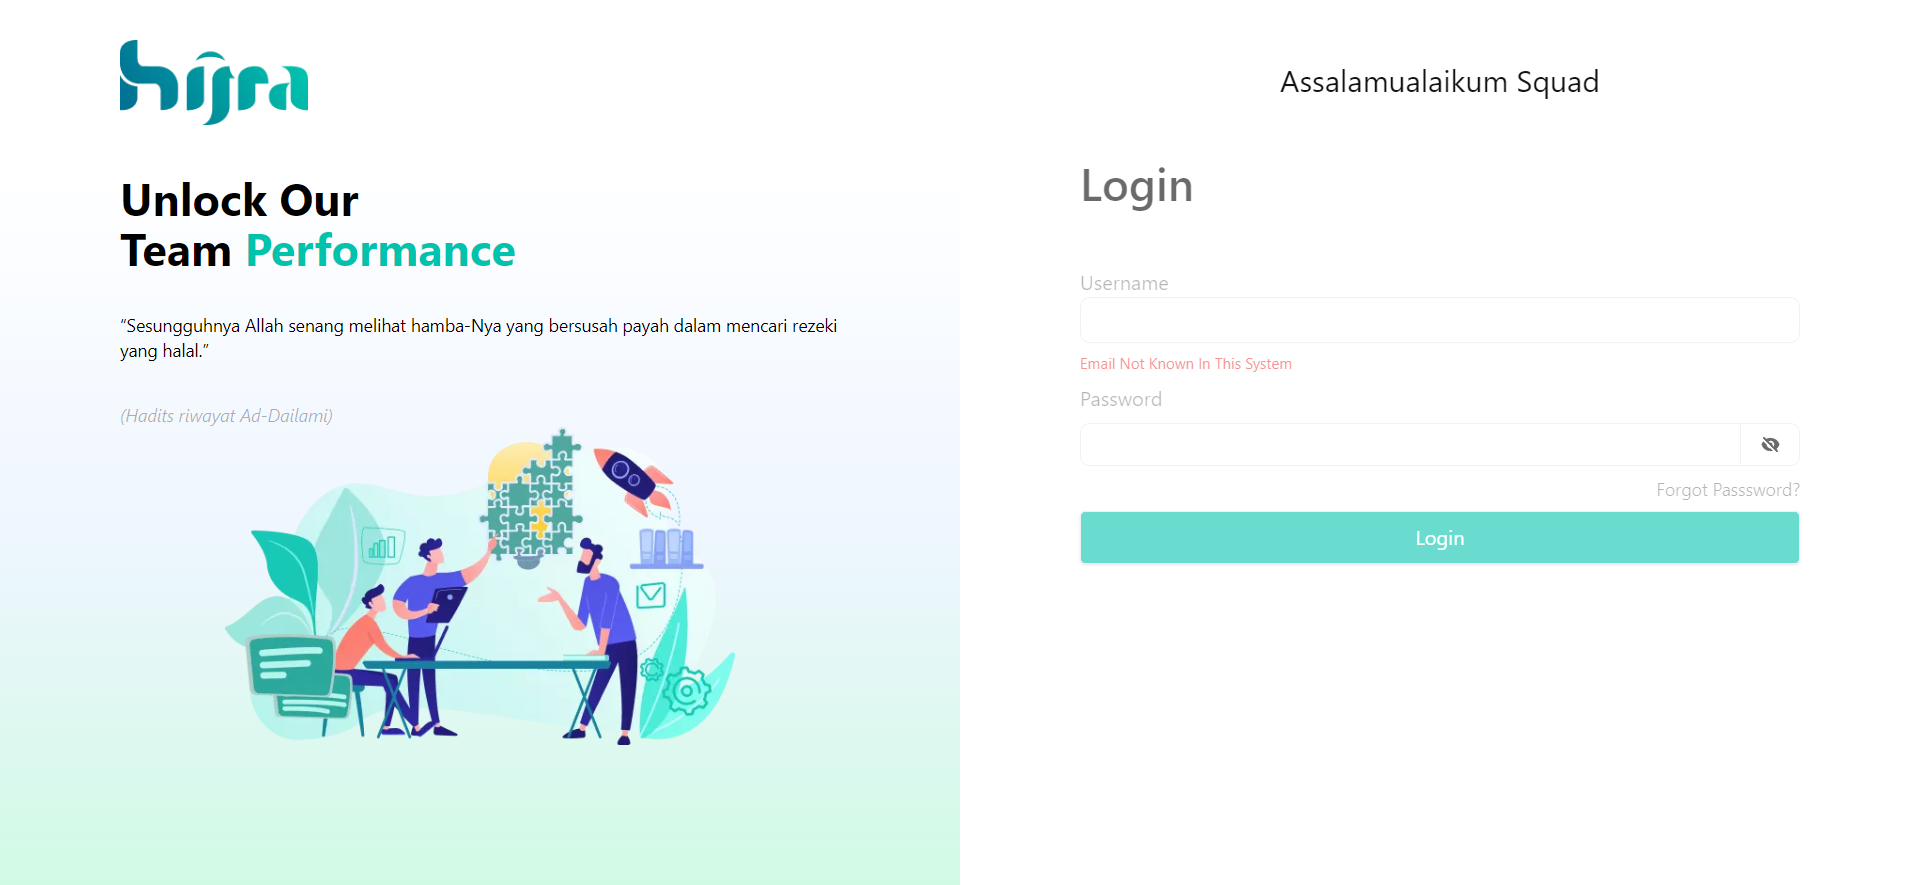 hijra
Unlock Our
Team Performance
“Sesungguhnya Allah senang melihat hamba-Nya yang bersusah payah dalam mencari rezeki
yang halal.”
(Hadits riwayat Ad-Dailami)
Assalamualaikum Squad
Login
Username
Email Not Known In This System
Password
Forgot Passsword?
Login